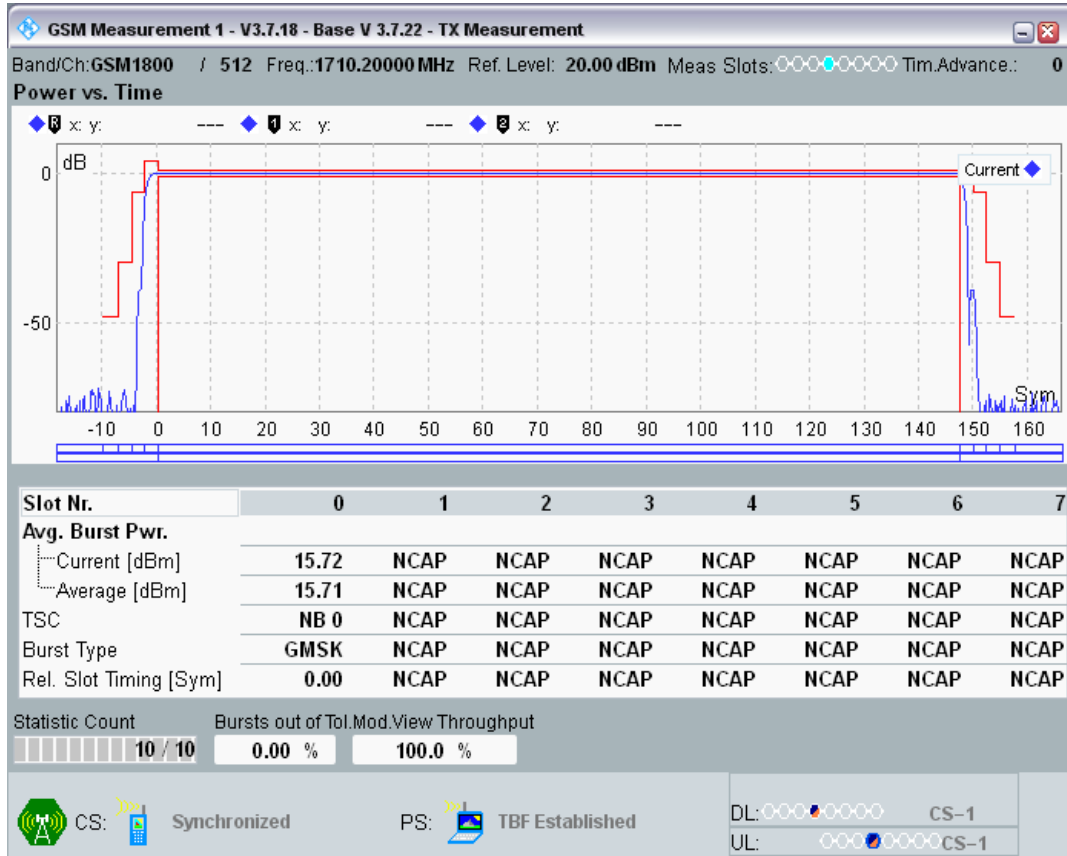 GSM Measurement 1 - V3.7.18 - Base V 3.7.22 - TX Measurement
Band/Ch:GSM1800 / 512 Freq.:1710.20000 MHz Ref. Level: 20.00 dBm Meas Slots: Tim.Advance.: 0
Power vs. Time
R x: y: --- 1 x: y: --- 2 x: y: ---
dB
Current
0
-50
Sym
-10 0 10 20 30 40 50 60 70 80 90 100 110 120 130 140 150 160
Slot Nr. 0 1 2 3 4 5 6 7
Avg. Burst Pwr.
Current [dBm] 15.72 NCAP NCAP NCAP NCAP NCAP NCAP NCAP
Average [dBm] 15.71 NCAP NCAP NCAP NCAP NCAP NCAP NCAP
TSC NB 0 NCAP NCAP NCAP NCAP NCAP NCAP NCAP
Burst Type GMSK NCAP NCAP NCAP NCAP NCAP NCAP NCAP
Rel. Slot Timing [Sym] 0.00 NCAP NCAP NCAP NCAP NCAP NCAP NCAP
Statistic Count Bursts out of Tol. Mod.View Throughput
10 / 10 0.00 % 100.0 %
CS: Synchronized PS: TBF Established DL: CS-1
UL: CS-1